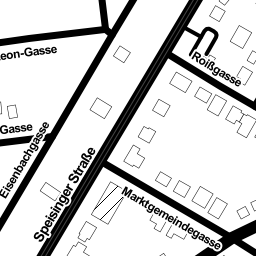 eon-Gasse
Roißgasse
Gasse
Eisenbachgasse
Speisinger Straße
Marktgemeindegasse